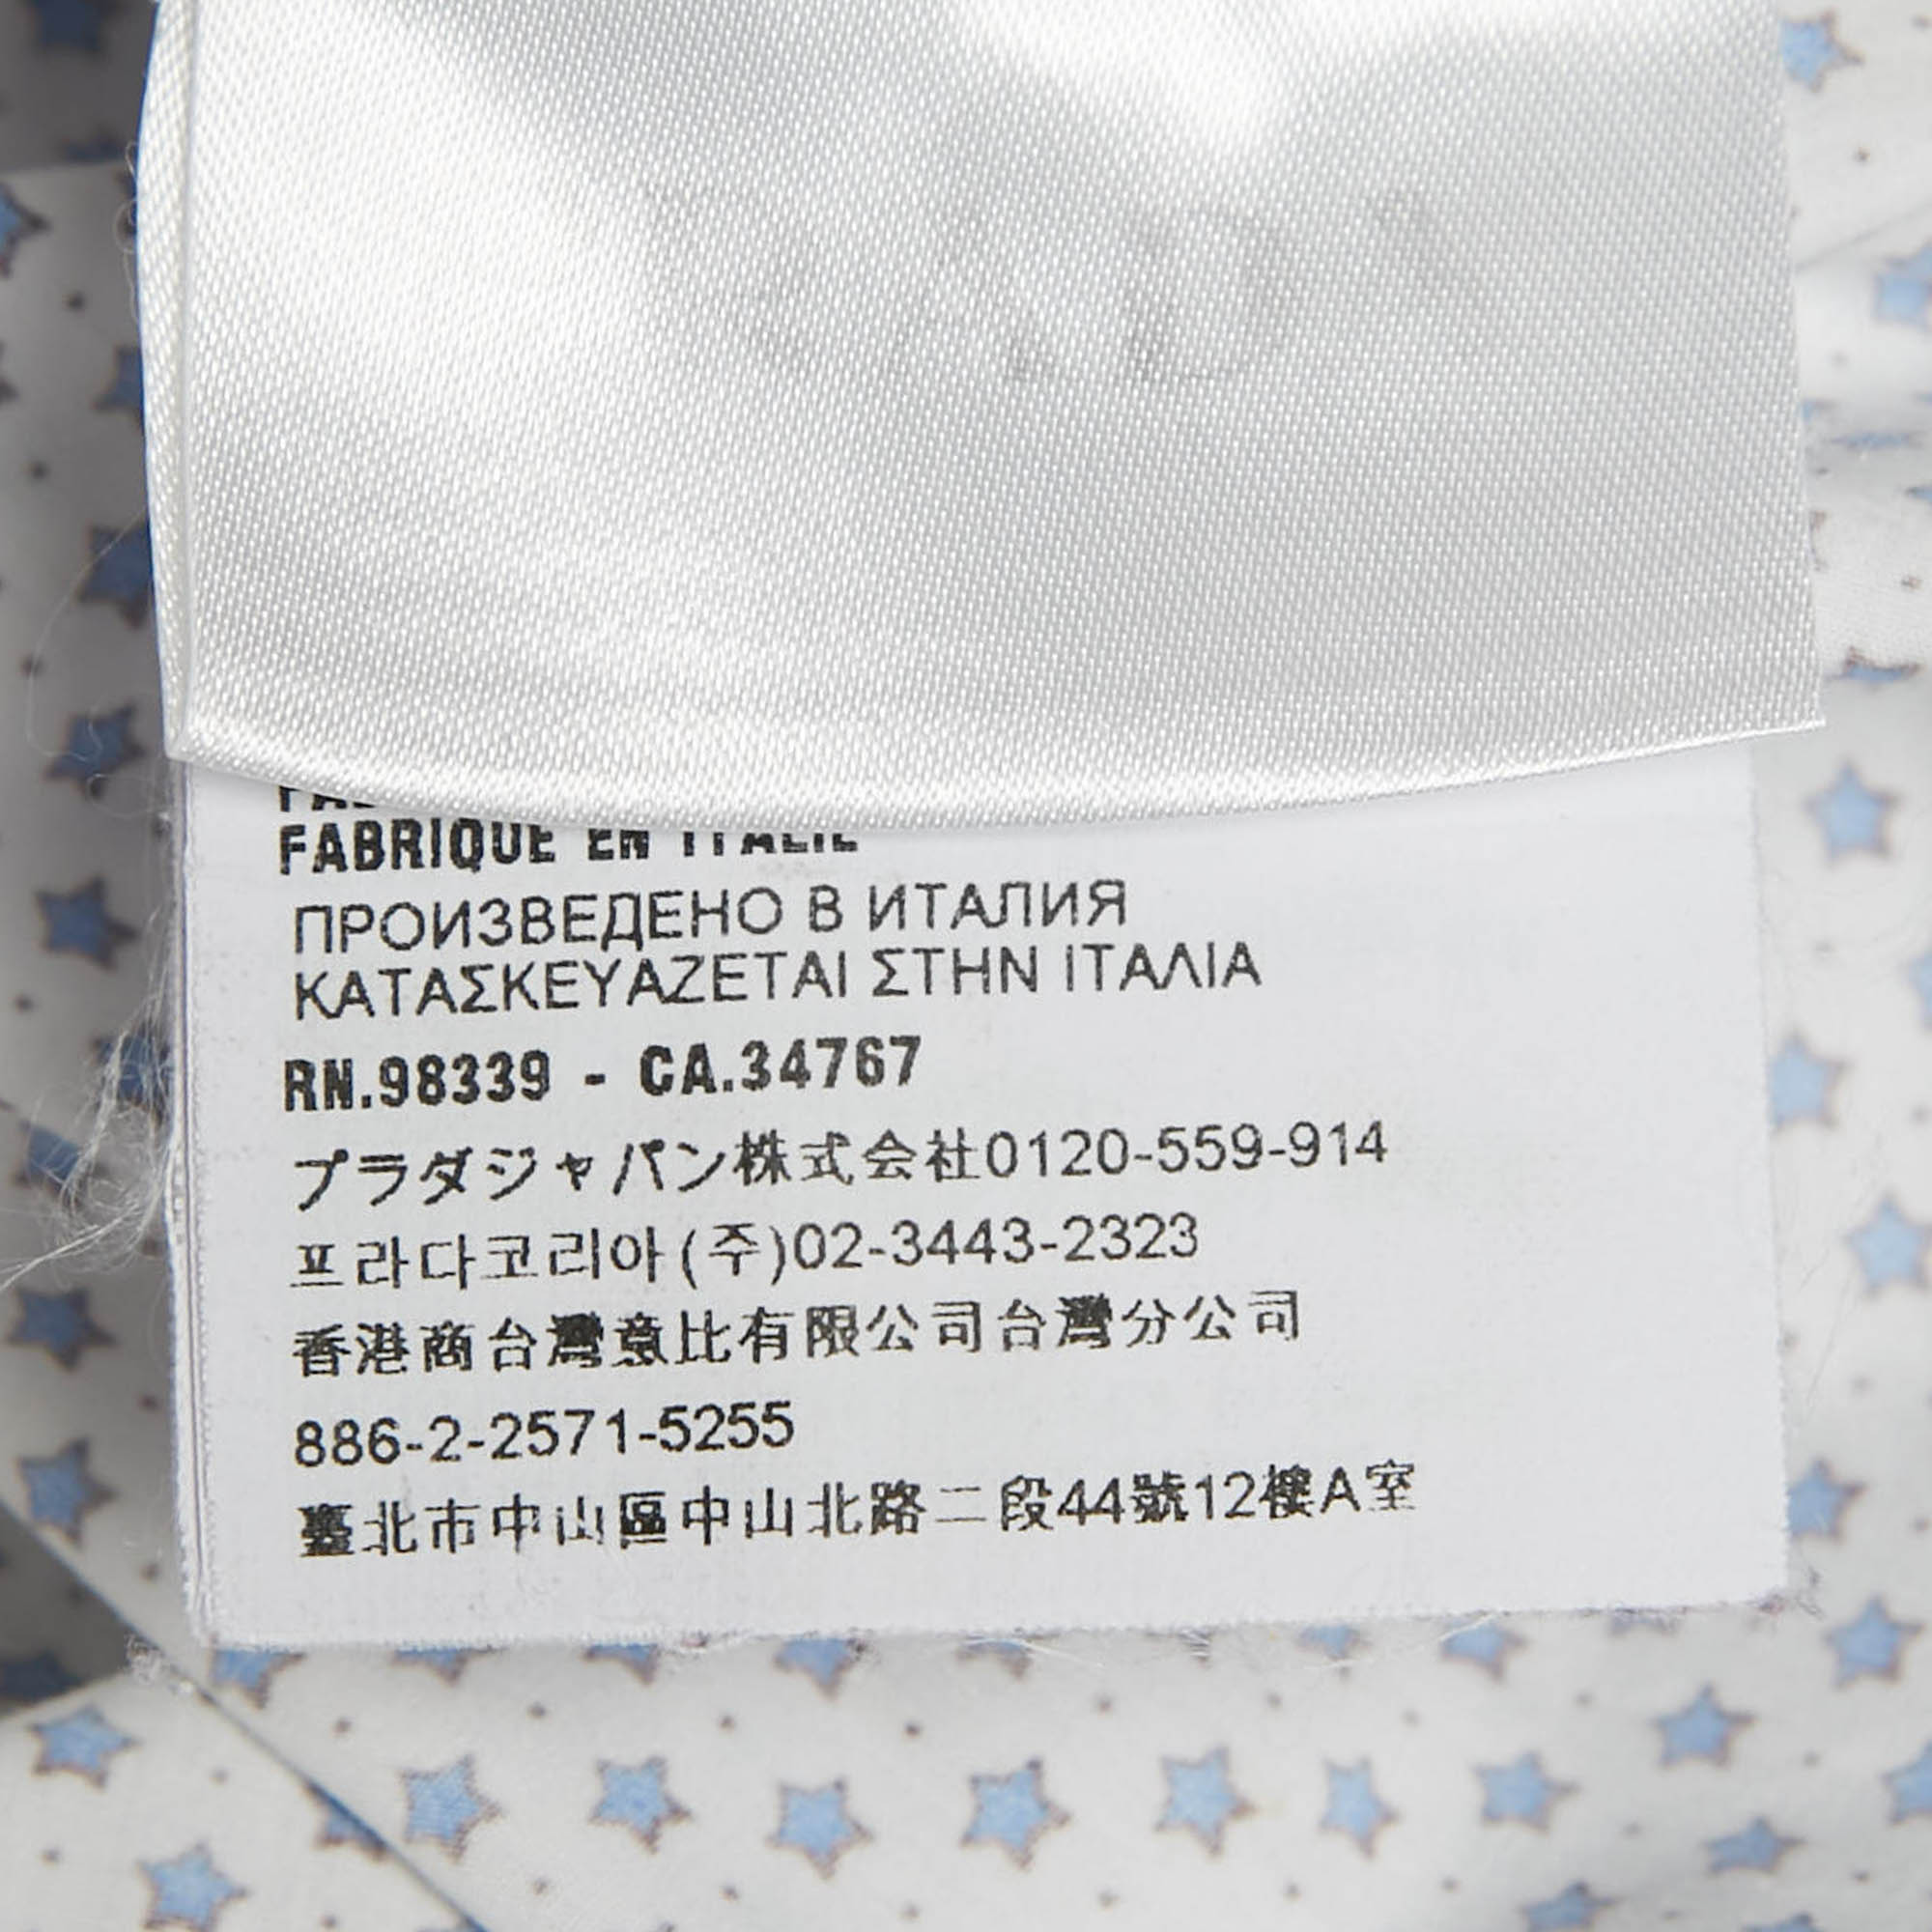 FABRIQUE EN ITALIE
ПРОИЗВЕДЕНО В ИТАЛИЯ
ΚΑΤΑΣΚΕΥΑΖΕΤΑΙ ΣΤΗΝ ΙΤΑΛΙΑ
RN.98339 - CA.34767
プラダジャパン株式会社0120-559-914
프라다코리아(주)02-3443-2323
香港商台灣意比有限公司台灣分公司
886-2-2571-5255
臺北市中山區中山北路二段44號12樓A室